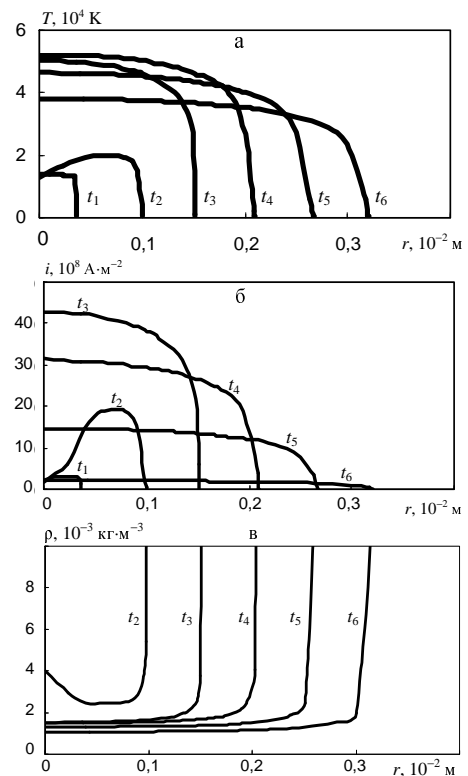 T, 10⁴ K
а
6
4
2
0
t₁
t₂
t₃
t₄
t₅
t₆
0
0,1
0,2
0,3
r, 10⁻² м
i, 10⁸ А·м⁻²
б
40
30
20
10
0
t₃
t₄
t₂
t₅
t₁
t₆
0
0,1
0,2
0,3
r, 10⁻² м
ρ, 10⁻³ кг·м⁻³
в
8
6
4
2
0
t₂
t₃
t₄
t₅
t₆
0
0,1
0,2
0,3
r, 10⁻² м